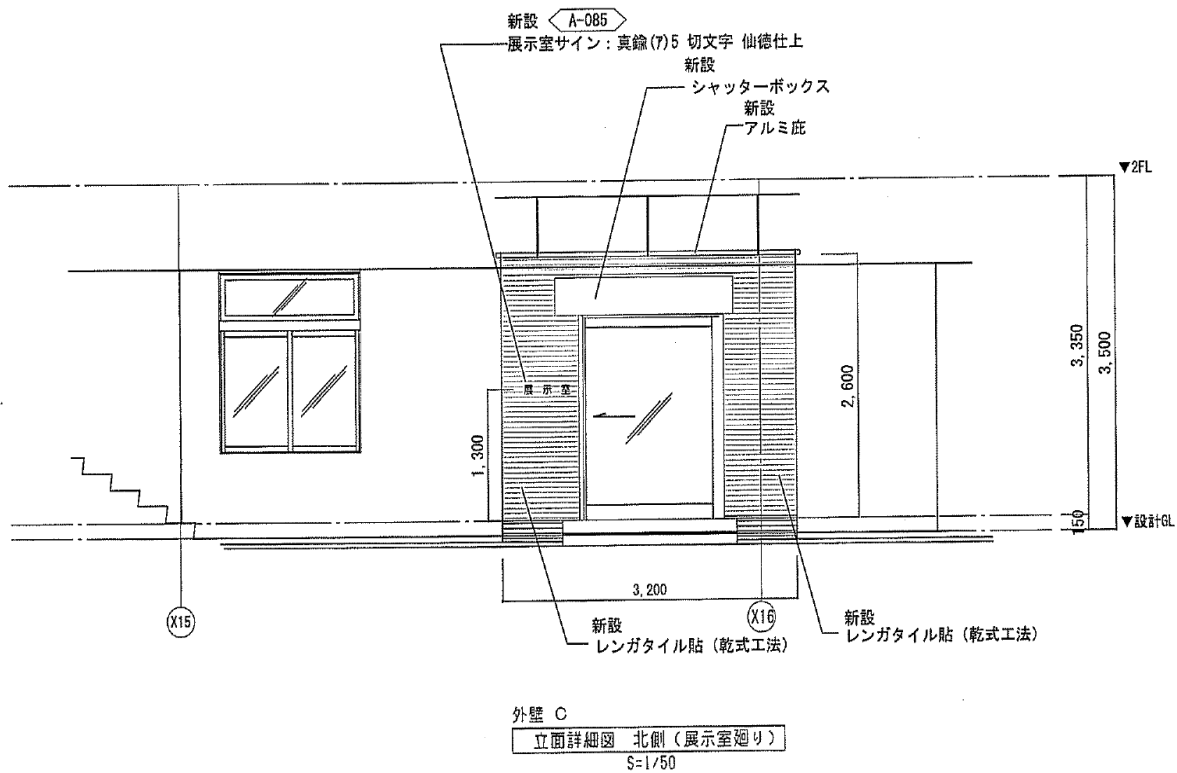 新設 A-085
展示室サイン：真鍮(ｱ)5 切文字 仙徳仕上
新設
シャッターボックス
新設
アルミ庇
▼2FL
展示室
1,300
2,600
3,350
3,500
150
▼設計GL
3,200
X15
X16
新設
レンガタイル貼（乾式工法）
新設
レンガタイル貼（乾式工法）
外壁 C
立面詳細図 北側（展示室廻り）
S=1/50